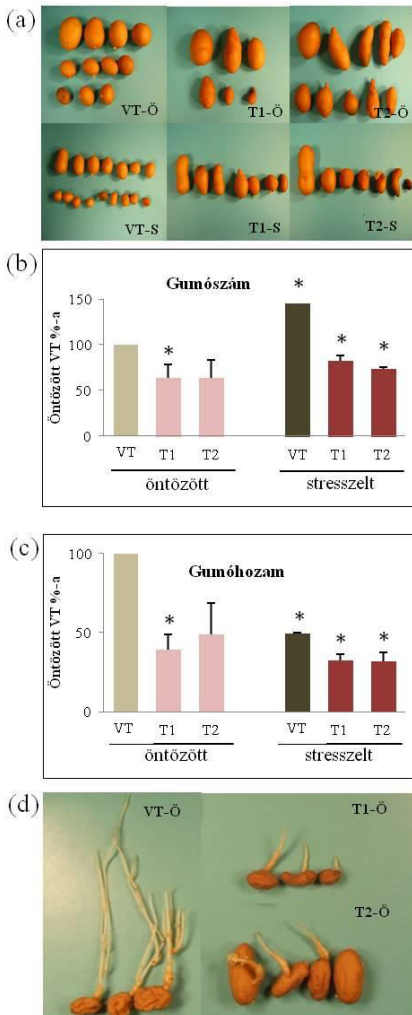 (a)
VT-Ö T1-Ö T2-Ö
VT-S T1-S T2-S
(b)
Gumószám
Öntözött VT %-a
150
100
50
0
* * * *
VT T1 T2 VT T1 T2
öntözött stresszelt
(c)
Gumóhozam
Öntözött VT %-a
100
50
0
* * * *
VT T1 T2 VT T1 T2
öntözött stresszelt
(d)
VT-Ö T1-Ö
T2-Ö